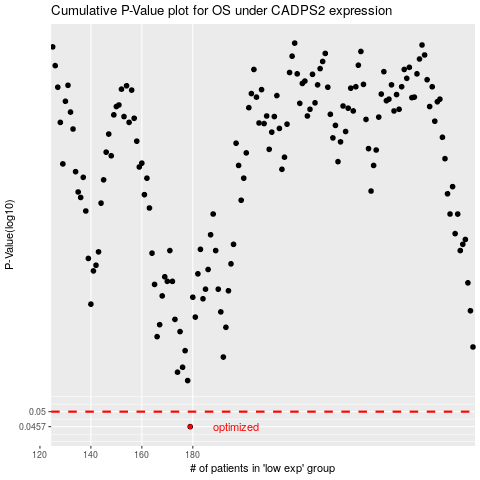 Cumulative P-Value plot for OS under CADPS2 expression
P-Value(log10)
0.05
0.0457
optimized
120 140 160 180
# of patients in 'low exp' group